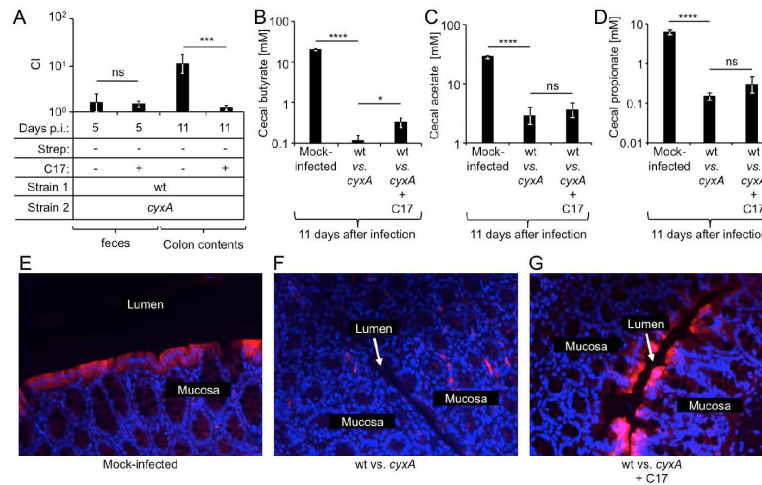 A
CI
10²
10¹
10⁰
ns
***
Days p.i.: 5 5 11 11
Strep: - - - -
C17: - + - +
Strain 1 wt
Strain 2 cyxA
feces Colon contents
B
Cecal butyrate [mM]
100
10
1
0.1
****
*
Mock-
infected
wt
vs.
cyxA
wt
vs.
cyxA
+
C17
11 days after infection
C
Cecal acetate [mM]
100
10
1
****
ns
Mock-
infected
wt
vs.
cyxA
wt
vs.
cyxA
+
C17
11 days after infection
D
Cecal propionate [mM]
10
1
0.1
0.01
****
ns
Mock-
infected
wt
vs.
cyxA
wt
vs.
cyxA
+
C17
11 days after infection
E
Lumen
Mucosa
Mock-infected
F
Lumen
Mucosa
Mucosa
wt vs. cyxA
G
Lumen
Mucosa
Mucosa
wt vs. cyxA
+ C17